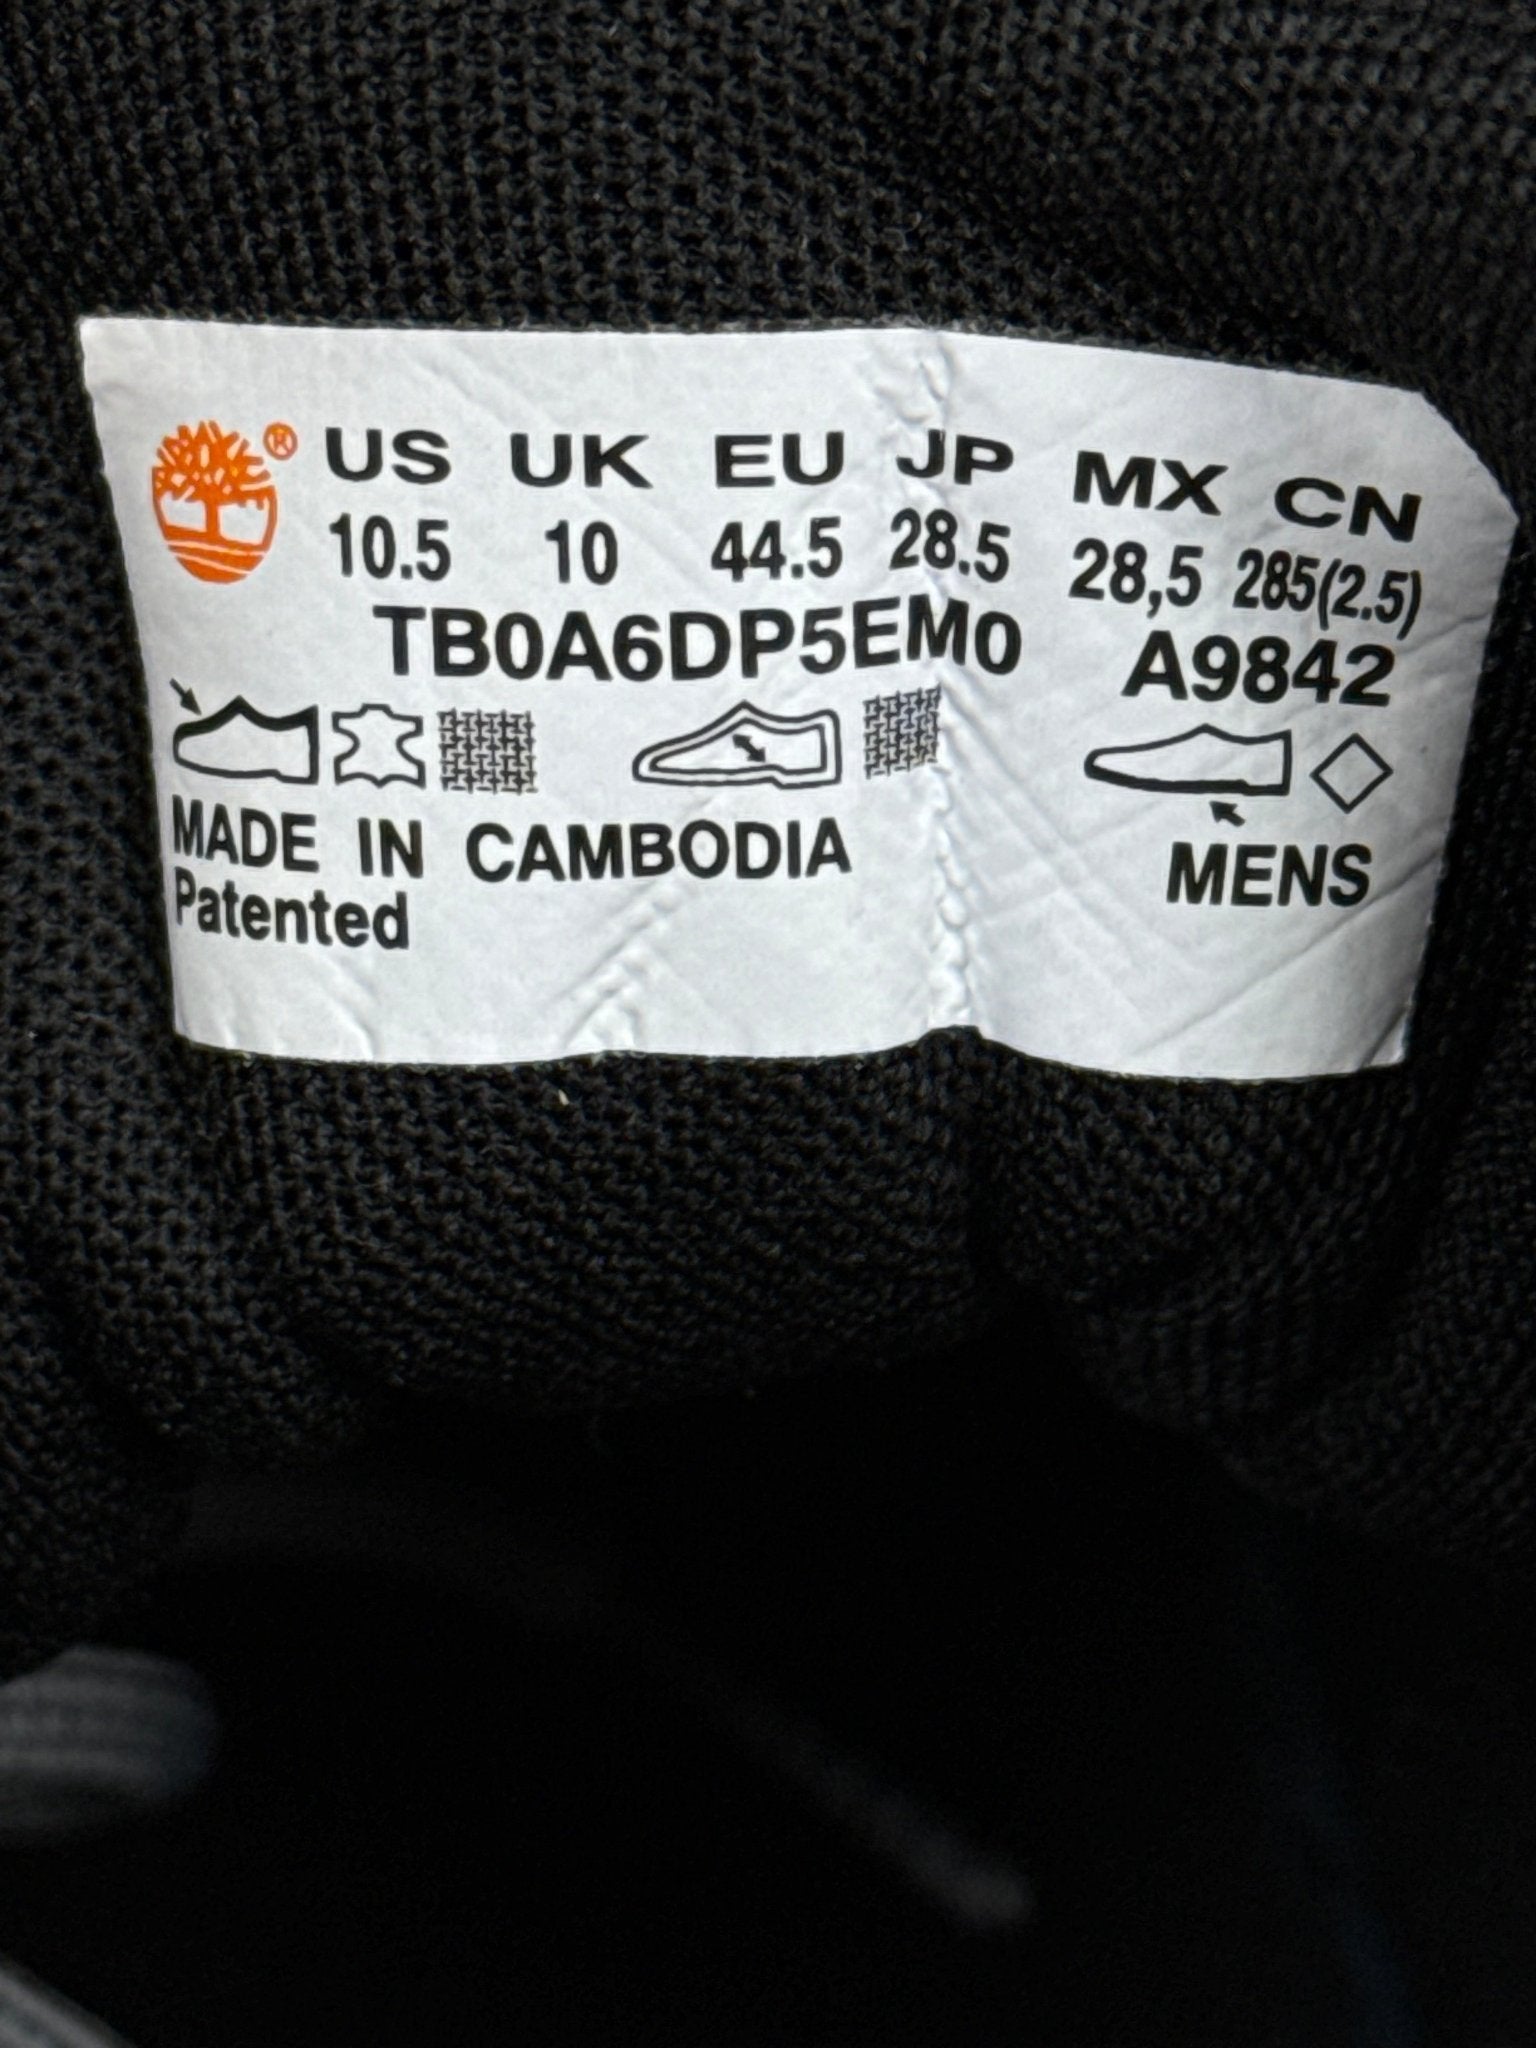 ® US UK EU JP MX CN
10.5 10 44.5 28.5 28,5 285(2.5)
TB0A6DP5EM0 A9842
MADE IN CAMBODIA MENS
Patented